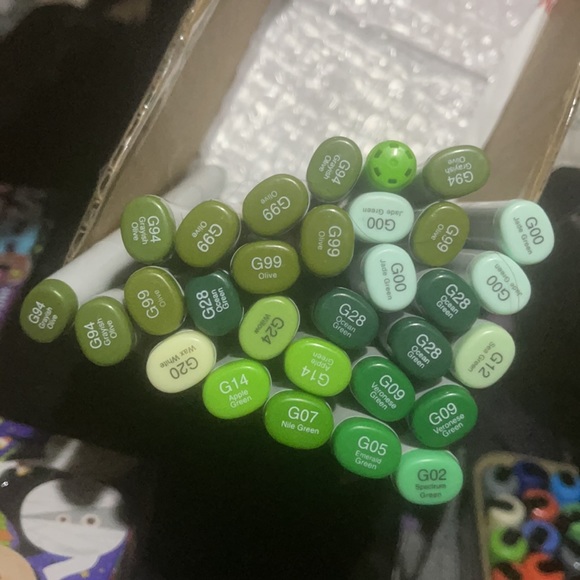 G94
Grayish
Olive
G94
Grayish
Olive
G94
Grayish
Olive
G99
Olive
G99
Olive
G99
Olive
G00
Jade Green
G99
Olive
G00
Jade Green
G99
Olive
G00
Jade Green
G00
Jade Green
G94
Grayish
Olive
G94
Grayish
Olive
G99
Olive
G28
Ocean
Green
G24
Willow
G28
Ocean
Green
G28
Ocean
Green
G28
Ocean
Green
G12
Sea Green
G20
Wax White
G14
Apple
Green
G14
Apple
Green
G09
Veronese
Green
G09
Veronese
Green
G07
Nile Green
G05
Emerald
Green
G02
Spectrum
Green